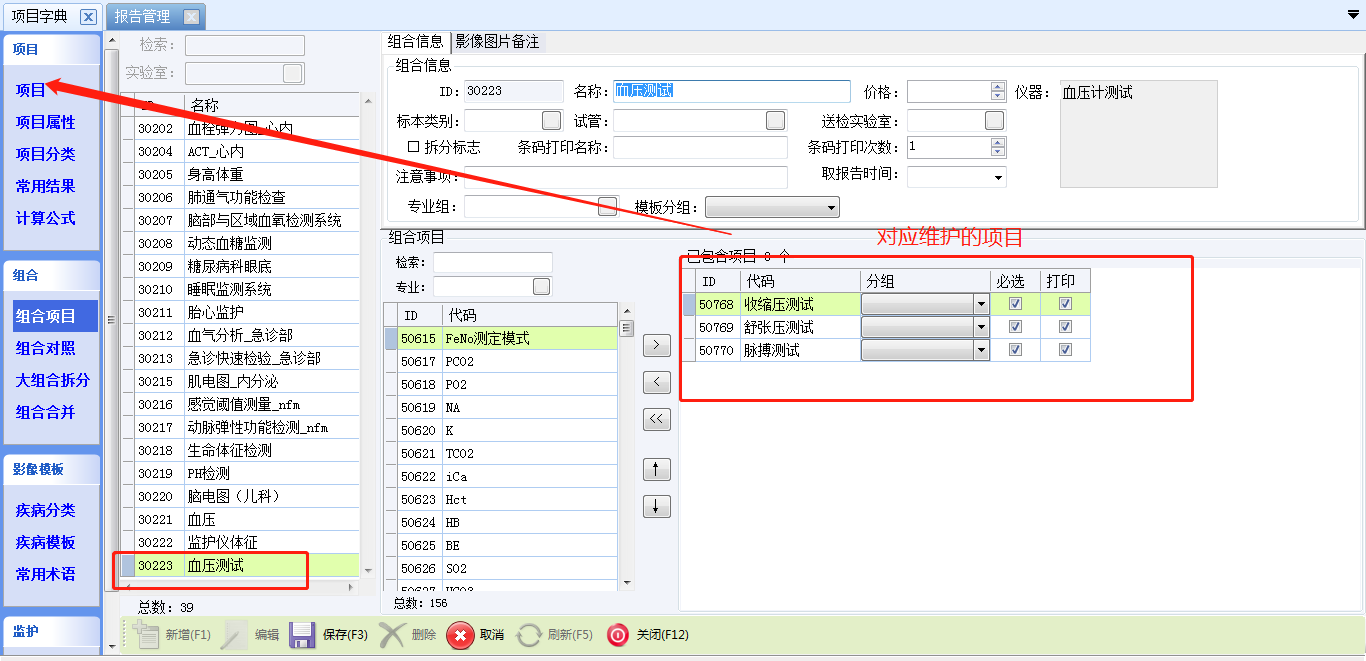 项目字典 报告管理
项目
项目
项目属性
项目分类
常用结果
计算公式
组合
组合项目
组合对照
大组合拆分
组合合并
影像模板
疾病分类
疾病模板
常用术语
监护
检索：
实验室：
名称
30202 血栓弹力图_心内
30204 ACT_心内
30205 身高体重
30206 肺通气功能检查
30207 脑部与区域血氧检测系统
30208 动态血糖监测
30209 糖尿病科眼底
30210 睡眠监测系统
30211 胎心监护
30212 血气分析_急诊部
30213 急诊快速检验_急诊部
30215 肌电图_内分泌
30216 感觉阈值测量_nfm
30217 动脉弹性功能检测_nfm
30218 生命体征检测
30219 PH检测
30220 脑电图（儿科）
30221 血压
30222 监护仪体征
30223 血压测试
总数：39
组合信息 影像图片备注
组合信息
ID： 30223 名称： 血压测试 价格： 仪器： 血压计测试
标本类别： 试管： 送检实验室：
拆分标志 条码打印名称： 条码打印次数： 1
注意事项： 取报告时间：
专业组： 模板分组：
组合项目
检索：
专业：
ID 代码
50615 FeNo测定模式
50617 PCO2
50618 PO2
50619 NA
50620 K
50621 TCO2
50622 iCa
50623 Hct
50624 HB
50625 BE
50626 SO2
50627 HCO3
总数：156
> 
<
<<
↑
↓
对应维护的项目
已包含项目 3 个
ID 代码 分组 必选 打印
50768 收缩压测试
50769 舒张压测试
50770 脉搏测试
新增(F1) 编辑 保存(F3) 删除 取消 刷新(F5) 关闭(F12)